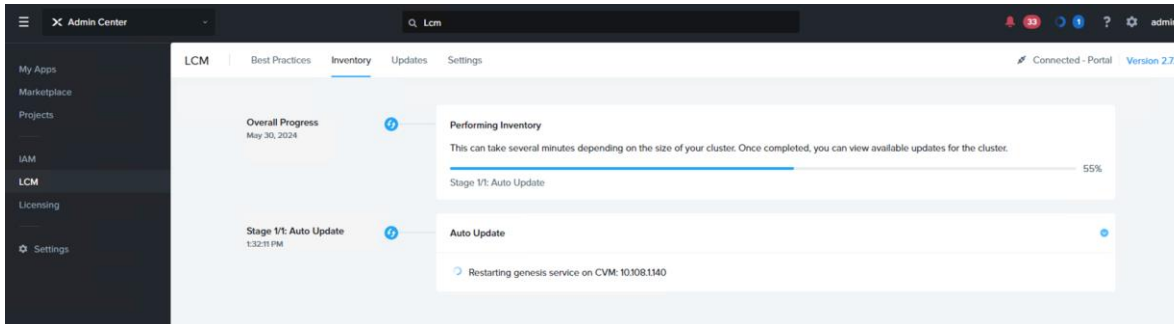 Admin Center
Lcm
33
1
?
My Apps
Marketplace
Projects
IAM
LCM
Licensing
Settings
LCM
Best Practices
Inventory
Updates
Settings
Connected - Portal
Version 2.7
Overall Progress
May 30, 2024
Performing Inventory
This can take several minutes depending on the size of your cluster. Once completed, you can view available updates for the cluster.
55%
Stage 1/1: Auto Update
Stage 1/1: Auto Update
1:32:11 PM
Auto Update
Restarting genesis service on CVM: 10.108.1.140